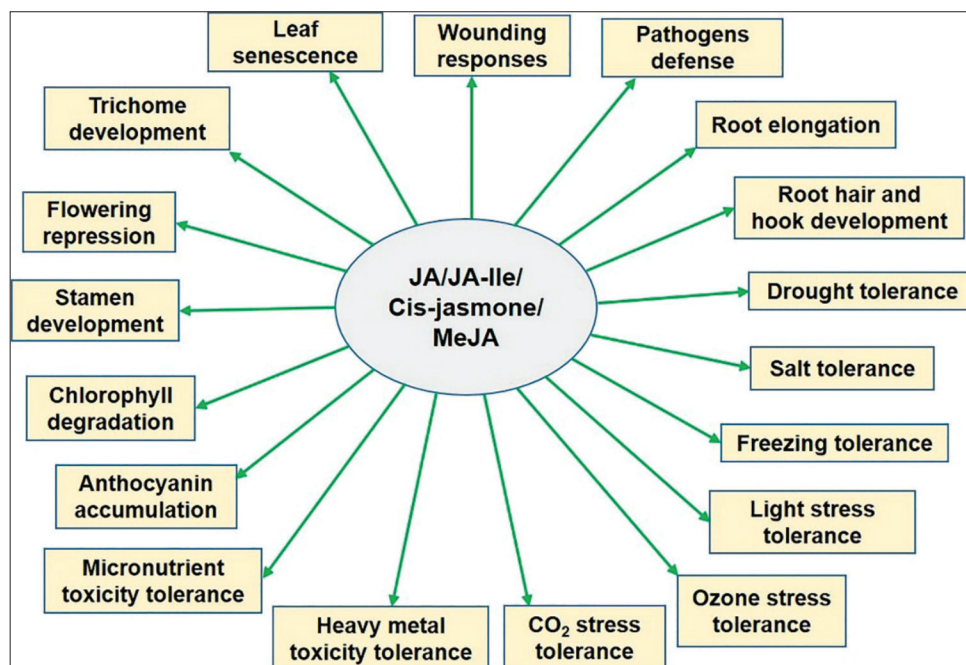 Leaf
senescence
Wounding
responses
Pathogens
defense
Trichome
development
Root elongation
Flowering
repression
Root hair and
hook development
JA/JA-Ile/
Cis-jasmone/
MeJA
Stamen
development
Drought tolerance
Salt tolerance
Chlorophyll
degradation
Freezing tolerance
Anthocyanin
accumulation
Light stress
tolerance
Micronutrient
toxicity tolerance
Heavy metal
toxicity tolerance
CO₂ stress
tolerance
Ozone stress
tolerance